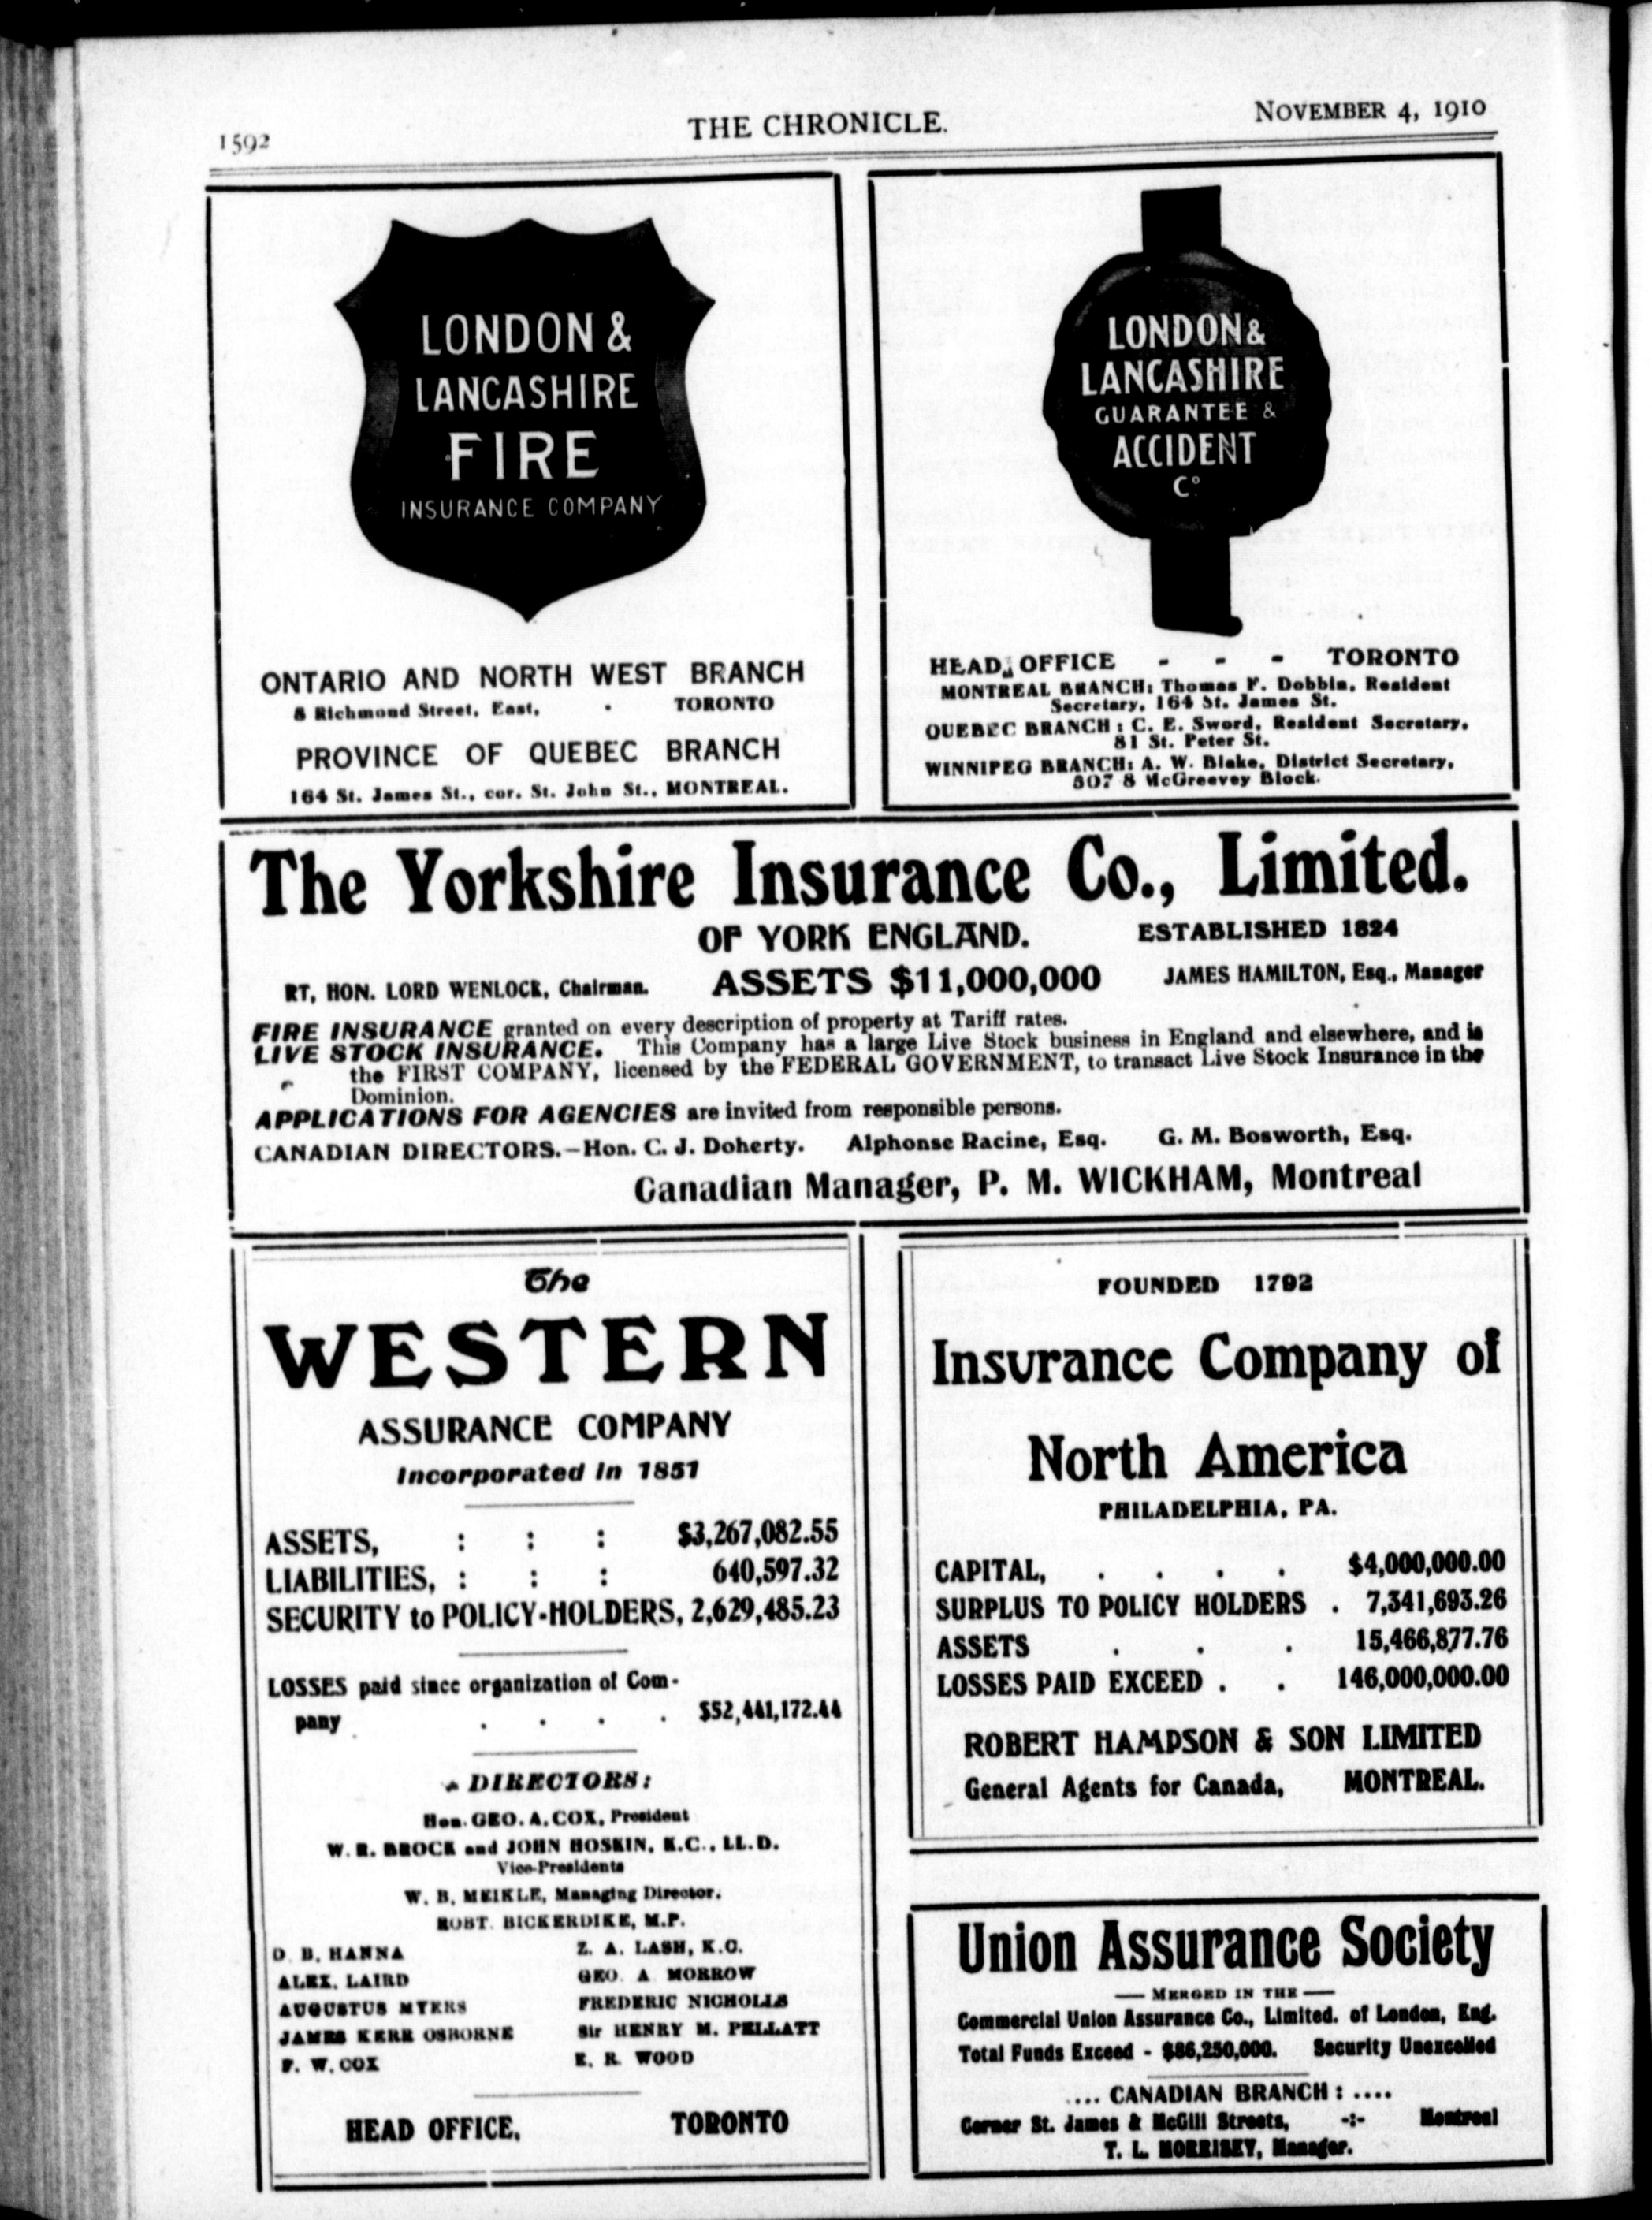 1592
THE CHRONICLE.
NOVEMBER 4, 1910
LONDON &
LANCASHIRE
FIRE
INSURANCE COMPANY
ONTARIO AND NORTH WEST BRANCH
8 Richmond Street, East, . TORONTO
PROVINCE OF QUEBEC BRANCH
164 St. James St., cor. St. John St., MONTREAL.
LONDON &
LANCASHIRE
GUARANTEE &
ACCIDENT
Co
HEAD OFFICE - - - TORONTO
MONTREAL BRANCH: Thomas F. Dobbin, Resident
Secretary, 164 St. James St.
QUEBEC BRANCH: C. E. Sword, Resident Secretary,
81 St. Peter St.
WINNIPEG BRANCH: A. W. Blake, District Secretary,
507 8 McGreevey Block.
The Yorkshire Insurance Co., Limited.
OF YORK ENGLAND. ESTABLISHED 1824
RT. HON. LORD WENLOCK, Chairman. ASSETS $11,000,000 JAMES HAMILTON, Esq., Manager
FIRE INSURANCE granted on every description of property at Tariff rates.
LIVE STOCK INSURANCE. This Company has a large Live Stock business in England and elsewhere, and is
the FIRST COMPANY, licensed by the FEDERAL GOVERNMENT, to transact Live Stock Insurance in the
Dominion.
APPLICATIONS FOR AGENCIES are invited from responsible persons.
CANADIAN DIRECTORS.-Hon. C. J. Doherty. Alphonse Racine, Esq. G. M. Bosworth, Esq.
Canadian Manager, P. M. WICKHAM, Montreal
The
WESTERN
ASSURANCE COMPANY
Incorporated in 1851
ASSETS, : : : $3,267,082.55
LIABILITIES, : : : 640,597.32
SECURITY to POLICY-HOLDERS, 2,629,485.23
LOSSES paid since organization of Com-
pany . . . . $52,441,172.44
DIRECTORS:
Hon. GEO. A. COX, President
W. R. BROCK and JOHN HOSKIN, K.C., LL.D.
Vice-Presidents
W. B. MEIKLE, Managing Director.
ROBT. BICKERDIKE, M.P.
D. B. HANNA Z. A. LASH, K.C.
ALEX. LAIRD GEO. A MORROW
AUGUSTUS MYERS FREDERIC NICHOLLS
JAMES KERR OSBORNE Sir HENRY M. PELLATT
F. W. COX E. R. WOOD
HEAD OFFICE, TORONTO
FOUNDED 1792
Insurance Company of
North America
PHILADELPHIA, PA.
CAPITAL, . . . . $4,000,000.00
SURPLUS TO POLICY HOLDERS . 7,341,693.26
ASSETS . . . 15,466,877.76
LOSSES PAID EXCEED . . 146,000,000.00
ROBERT HAMPSON & SON LIMITED
General Agents for Canada, MONTREAL.
Union Assurance Society
— MERGED IN THE —
Commercial Union Assurance Co., Limited. of London, Eng.
Total Funds Exceed - $86,250,000. Security Unexcelled
.... CANADIAN BRANCH: ....
Corner St. James & McGill Streets, -:- Montreal
T. L. MORRISEY, Manager.